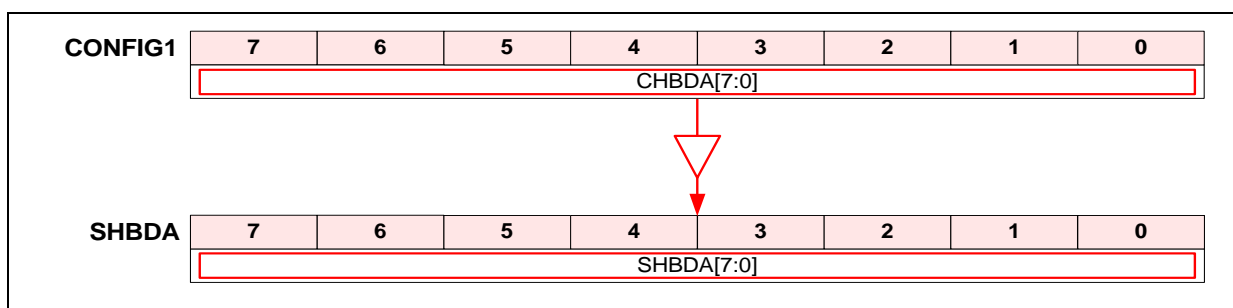 CONFIG1 7 6 5 4 3 2 1 0
CHBDA[7:0]
SHBDA 7 6 5 4 3 2 1 0
SHBDA[7:0]